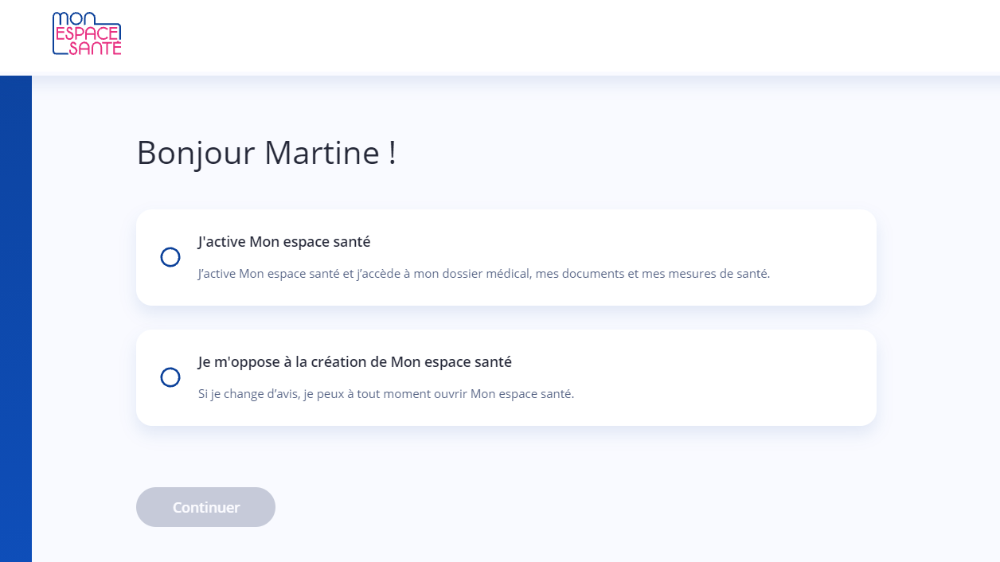 mon
ESPACE
SANTÉ
Bonjour Martine !
J'active Mon espace santé
J’active Mon espace santé et j’accède à mon dossier médical, mes documents et mes mesures de santé.
Je m'oppose à la création de Mon espace santé
Si je change d’avis, je peux à tout moment ouvrir Mon espace santé.
Continuer